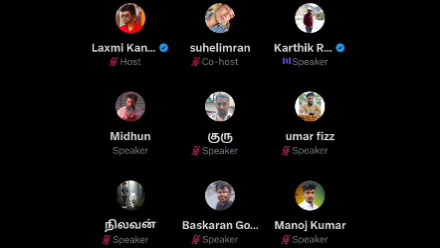 Laxmi Kan... suhelimran Karthik R...
Host Co-host Speaker
Midhun குரு umar fizz
Speaker Speaker Speaker
நிலவன் Baskaran Go... Manoj Kumar
Speaker Speaker Speaker